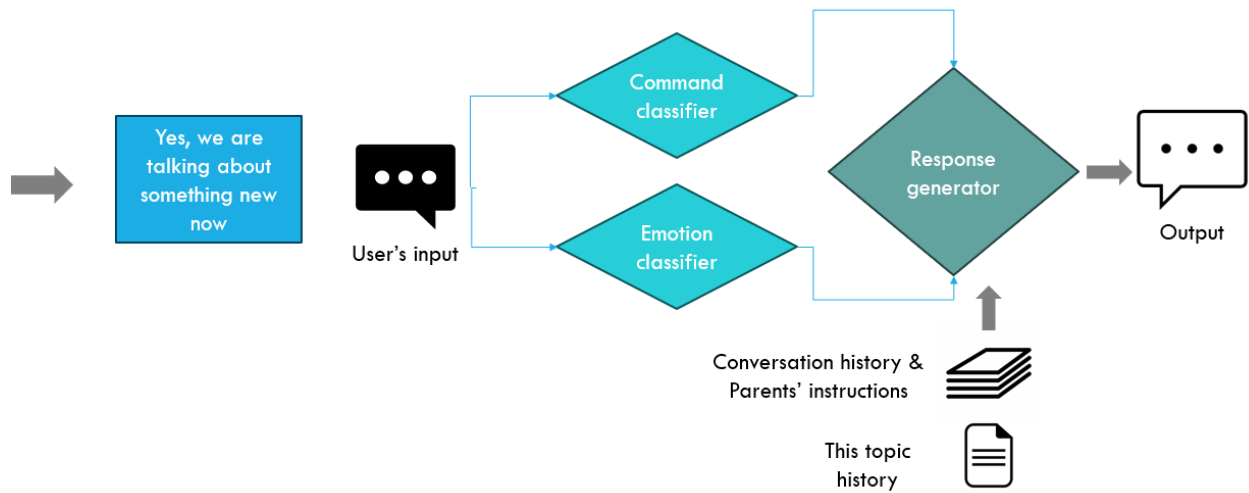 Yes, we are
talking about
something new
now
User’s input
Command
classifier
Emotion
classifier
Response
generator
Output
Conversation history &
Parents’ instructions
This topic
history